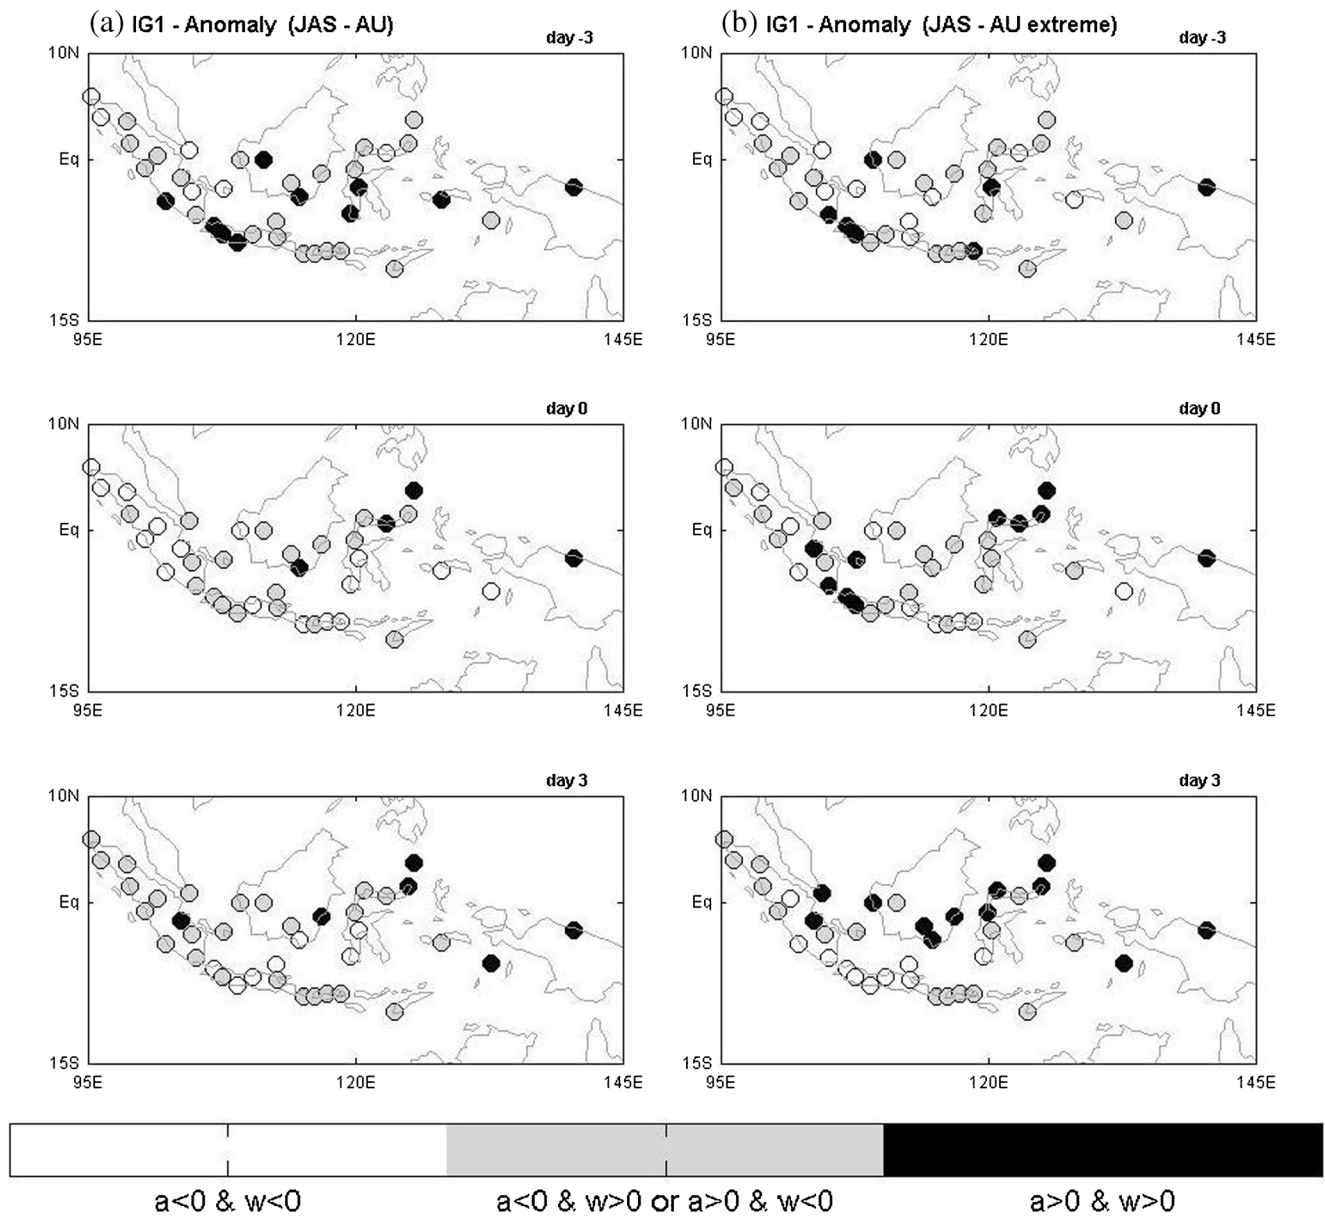 (a) IG1 - Anomaly (JAS - AU)
day -3
10N
Eq
15S
95E 120E 145E
(b) IG1 - Anomaly (JAS - AU extreme)
day -3
10N
Eq
15S
95E 120E 145E
day 0
10N
Eq
15S
95E 120E 145E
day 0
10N
Eq
15S
95E 120E 145E
day 3
10N
Eq
15S
95E 120E 145E
day 3
10N
Eq
15S
95E 120E 145E
a<0 & w<0 a<0 & w>0 or a>0 & w<0 a>0 & w>0